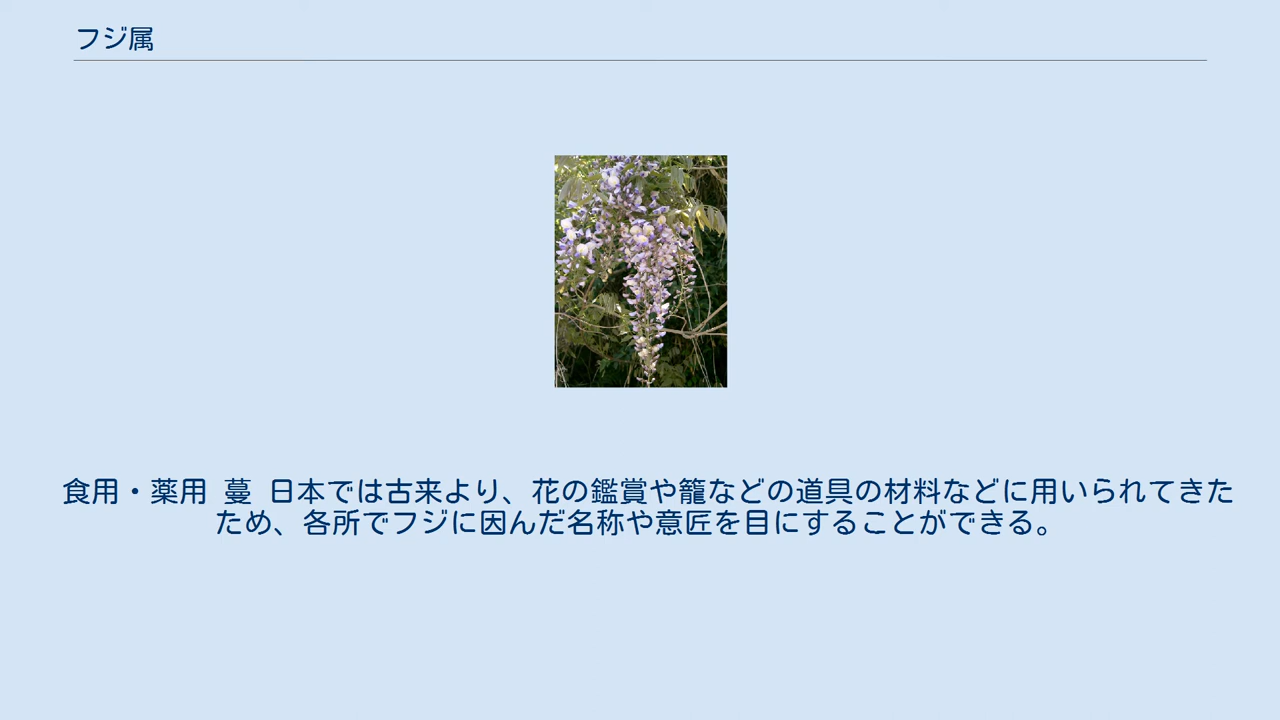 フジ属
食用・薬用 蔓 日本では古来より、花の鑑賞や籠などの道具の材料などに用いられてきた
ため、各所でフジに因んだ名称や意匠を目にすることができる。